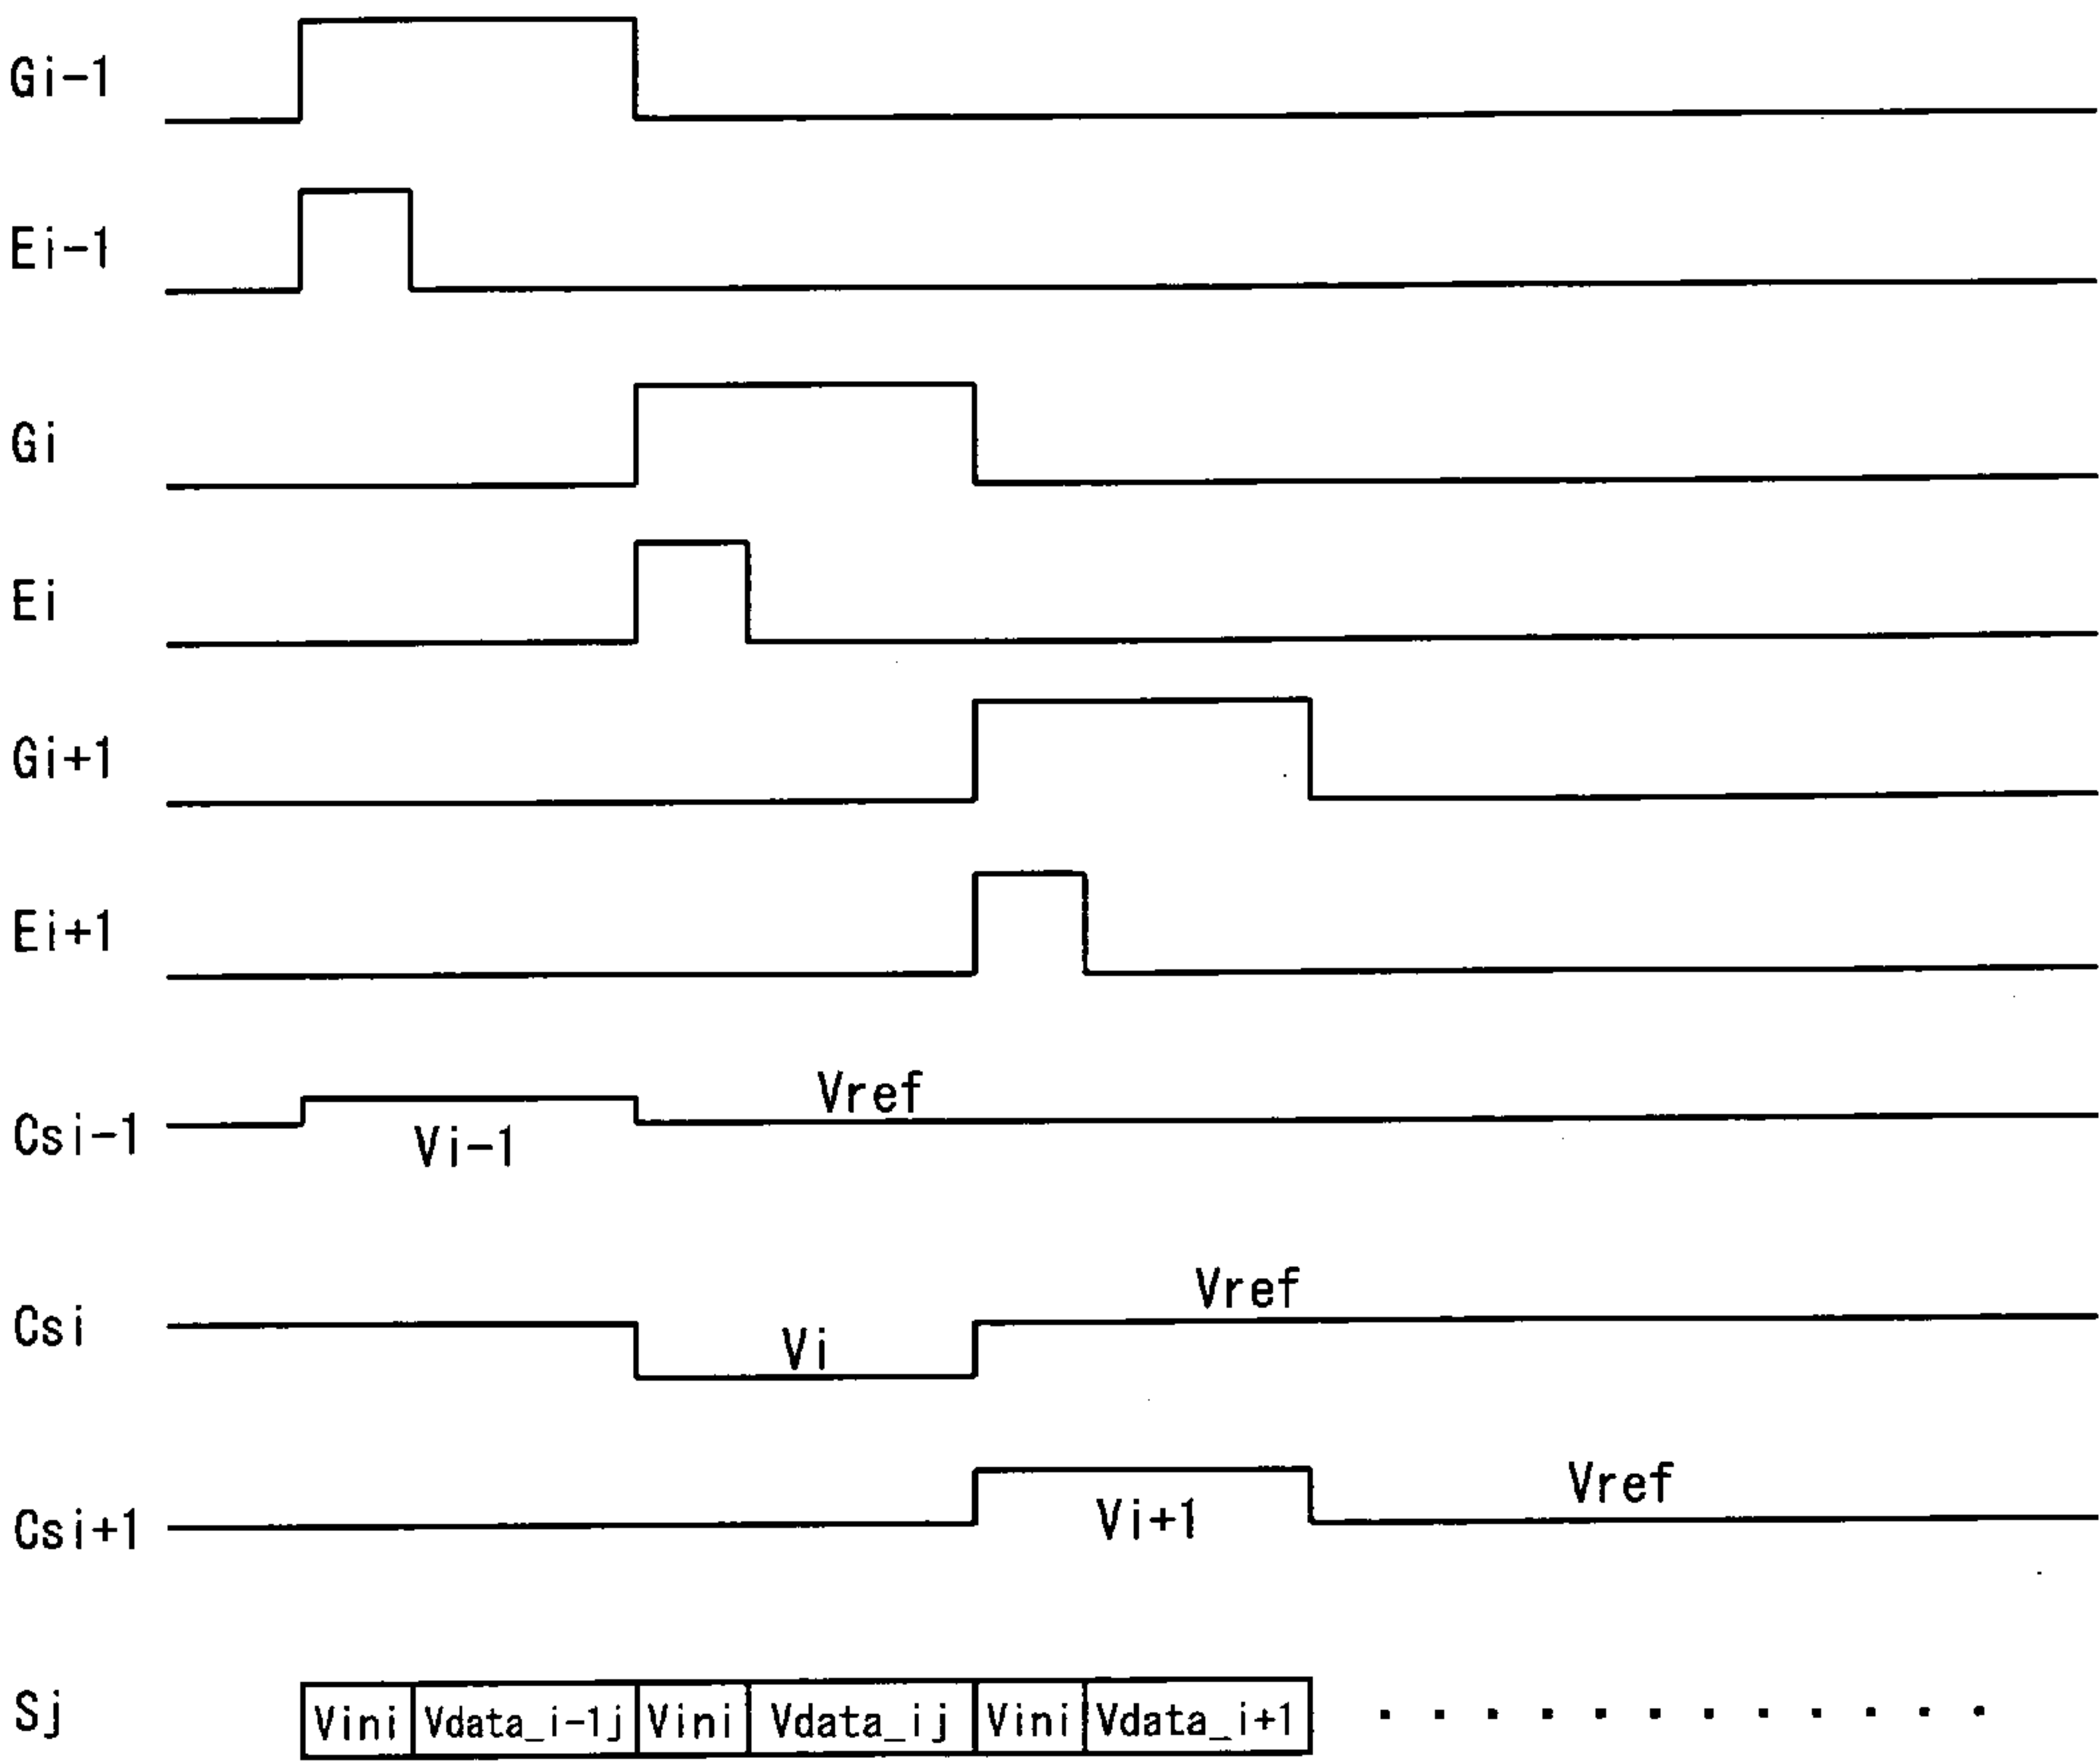 Gi-1
Ei-1
Gi
Ei
Gi+1
Ei+1
Csi-1
Vi-1
Vref
Csi
Vi
Vref
Csi+1
Vi+1
Vref
Sj
Vini Vdata_i-1j Vini Vdata_ij Vini Vdata_i+1 ...........